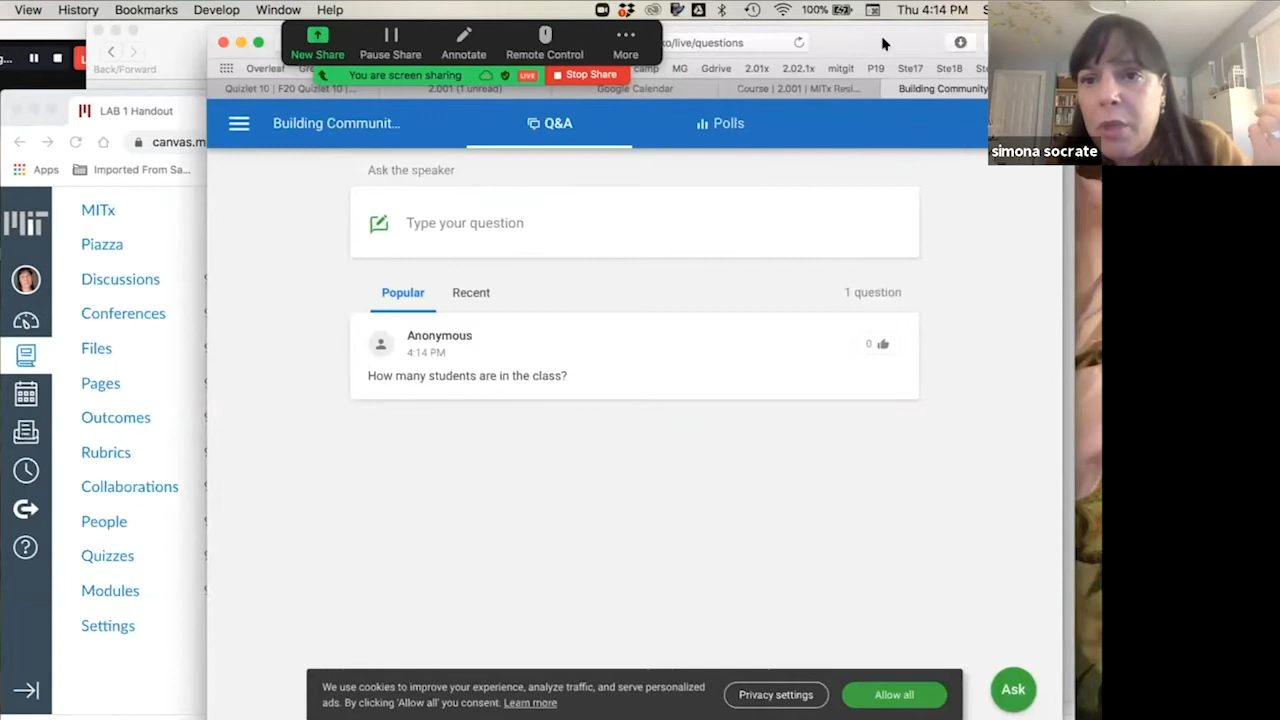 View History Bookmarks Develop Window Help
100%
Thu 4:14 PM
New Share Pause Share Annotate Remote Control More
You are screen sharing LIVE Stop Share
/live/questions
Back/Forward
Overleaf
camp MG Gdrive 2.01x 2.02.1x mitgit P19 Ste17 Ste18
Quizlet 10 | F20 Quizlet 10 |... 2.001 (1 unread) Google Calendar Course | 2.001 | MITx Resi... Building Community
LAB 1 Handout
canvas.m
Apps Imported From Sa...
simona socrate
Building Communit... Q&A Polls
MIT
MITx
Piazza
Discussions
Conferences
Files
Pages
Outcomes
Rubrics
Collaborations
People
Quizzes
Modules
Settings
Ask the speaker
Type your question
Popular Recent 1 question
Anonymous
4:14 PM
0
How many students are in the class?
We use cookies to improve your experience, analyze traffic, and serve personalized
ads. By clicking 'Allow all' you consent. Learn more
Privacy settings
Allow all
Ask